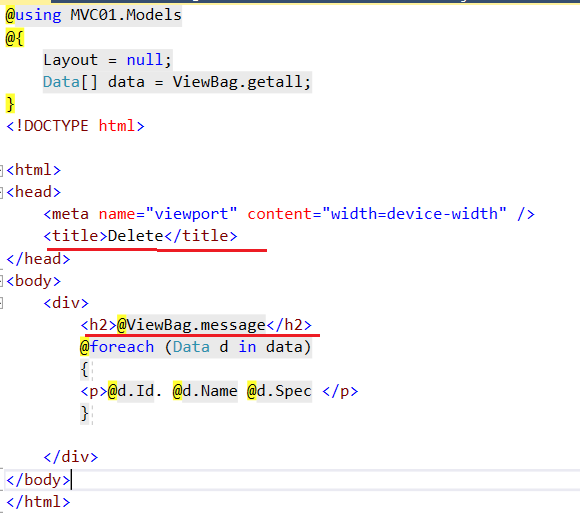 @using MVC01.Models
@{
    Layout = null;
    Data[] data = ViewBag.getall;
}
<!DOCTYPE html>
<html>
<head>
    <meta name="viewport" content="width=device-width" />
    <title>Delete</title>
</head>
<body>
    <div>
        <h2>@ViewBag.message</h2>
        @foreach (Data d in data)
        {
        <p>@d.Id. @d.Name @d.Spec </p>
        }
    </div>
</body>
</html>